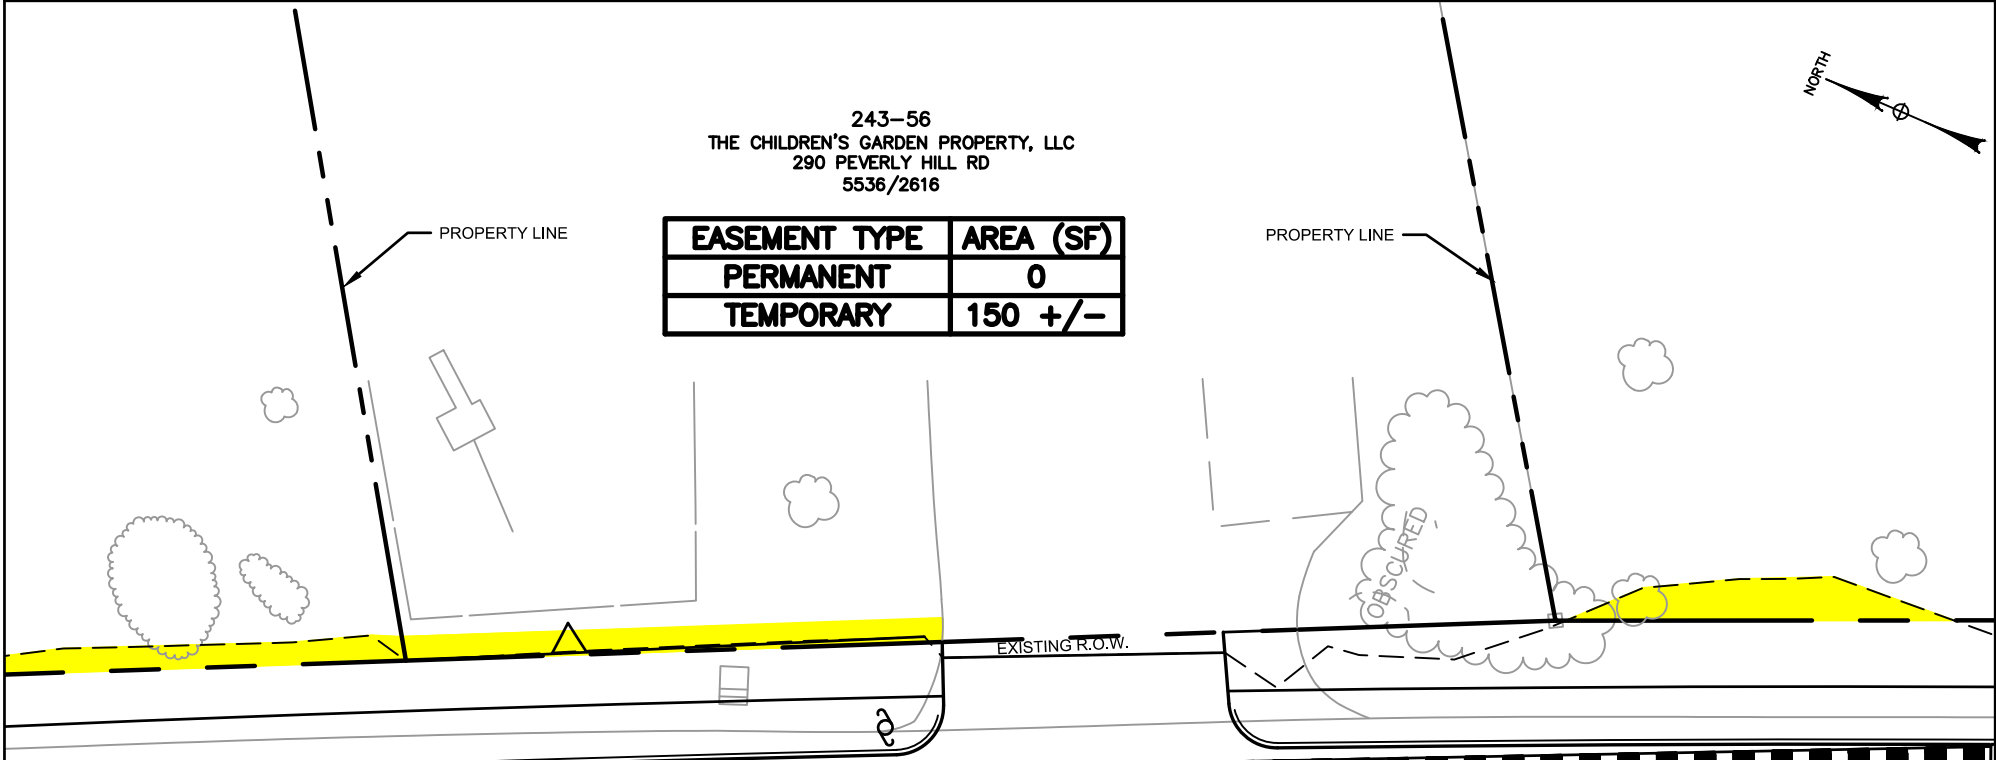 NORTH
243-56
THE CHILDREN'S GARDEN PROPERTY, LLC
290 PEVERLY HILL RD
5536/2616
PROPERTY LINE
PROPERTY LINE
EASEMENT TYPE AREA (SF)
PERMANENT 0
TEMPORARY 150 +/-
OBSCURED
EXISTING R.O.W.